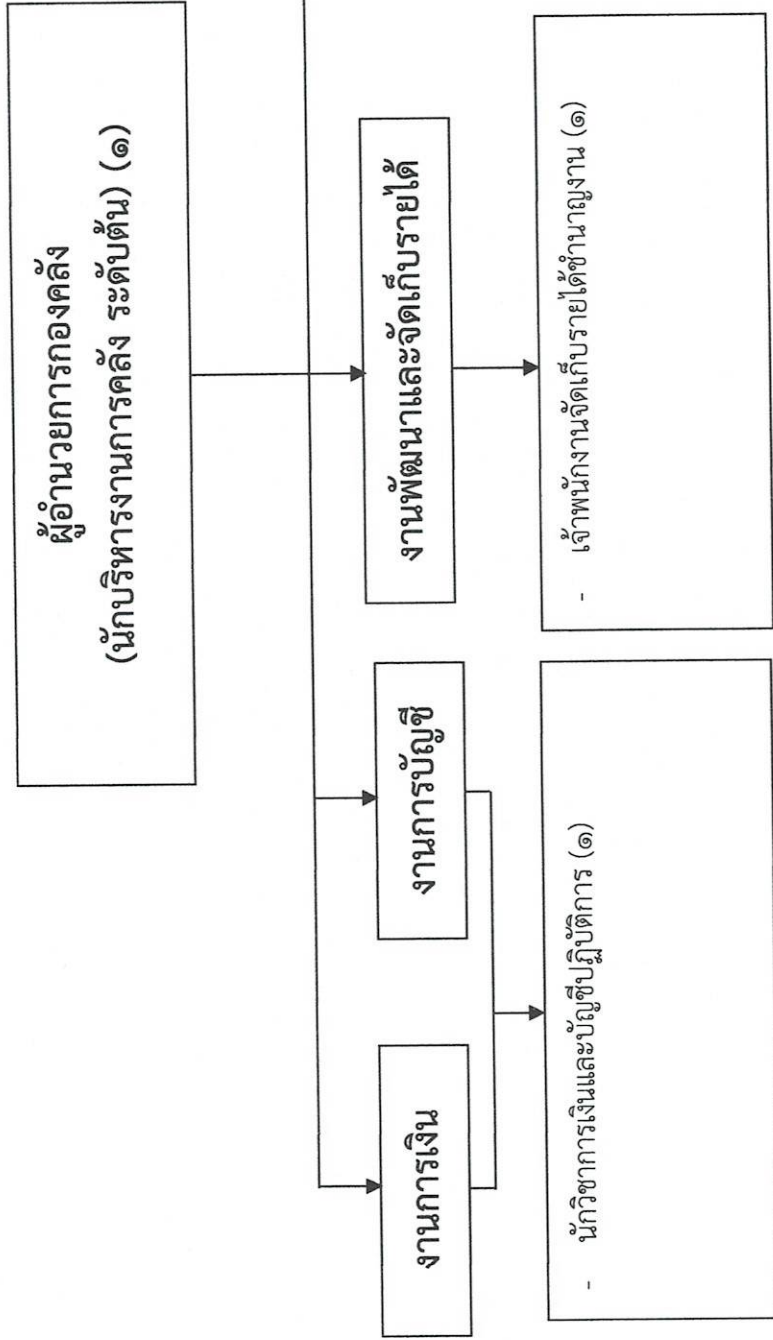 ผู้อำนวยการกองคลัง
(นักบริหารงานการคลัง ระดับต้น) (๑)
งานการเงิน
งานการบัญชี
งานพัฒนาและจัดเก็บรายได้
- นักวิชาการเงินและบัญชีปฏิบัติการ (๑)
- เจ้าพนักงานจัดเก็บรายได้ชำนาญงาน (๑)